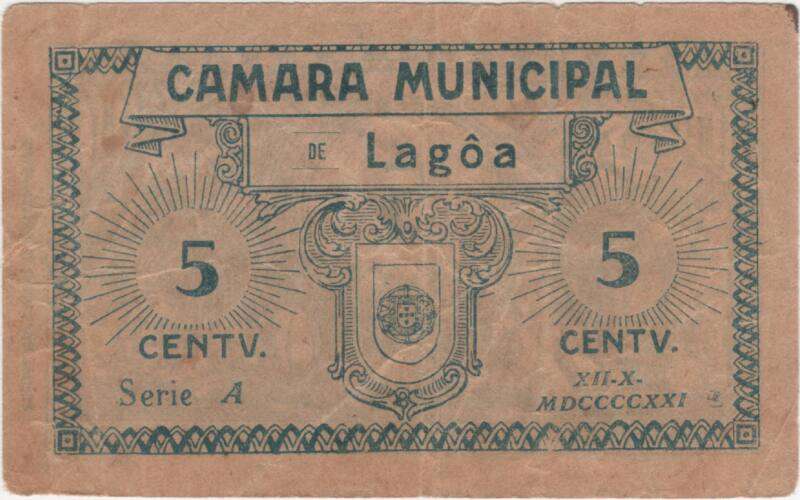 CAMARA MUNICIPAL
DE Lagôa
5 5
CENTV. CENTV.
Serie A XII-X-
MDCCCCXXI